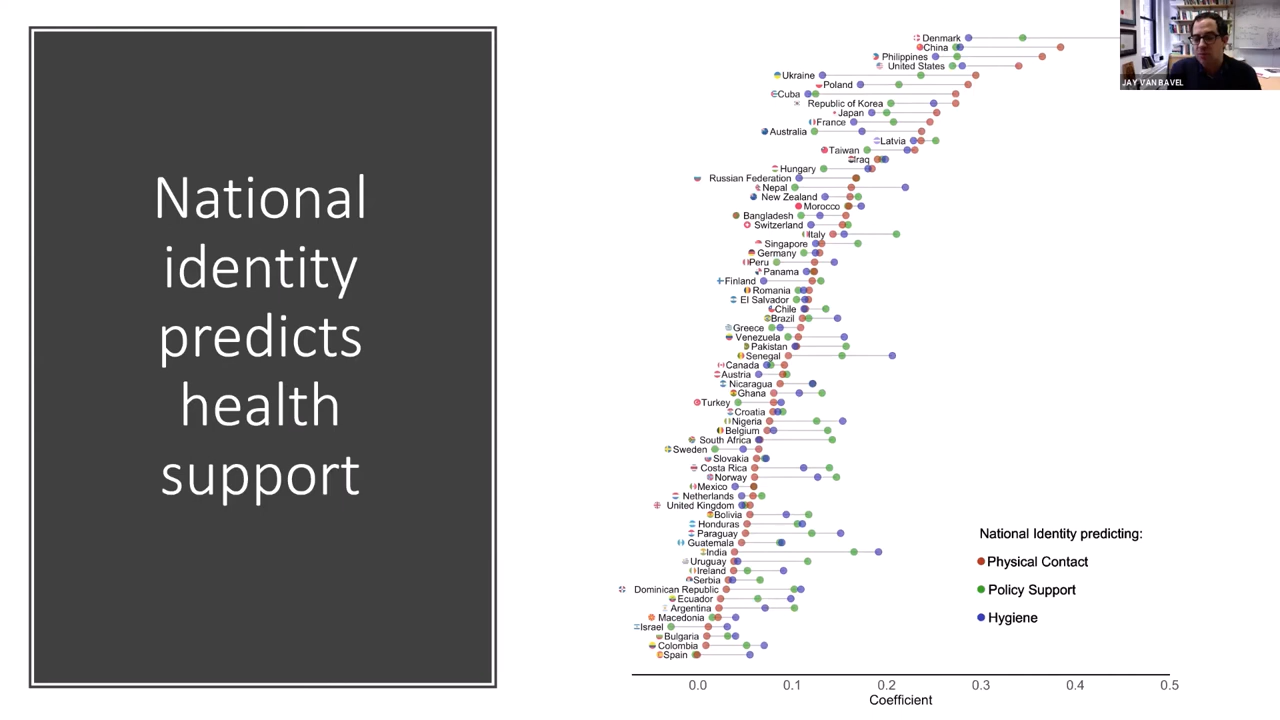 National
identity
predicts
health
support
Denmark
China
Philippines
United States
Ukraine
Poland
Cuba
Republic of Korea
Japan
France
Australia
Latvia
Taiwan
Iraq
Hungary
Russian Federation
Nepal
New Zealand
Morocco
Bangladesh
Switzerland
Italy
Singapore
Germany
Peru
Panama
Finland
Romania
El Salvador
Chile
Brazil
Greece
Venezuela
Pakistan
Senegal
Canada
Austria
Nicaragua
Ghana
Turkey
Croatia
Nigeria
Belgium
South Africa
Sweden
Slovakia
Costa Rica
Norway
Mexico
Netherlands
United Kingdom
Bolivia
Honduras
Paraguay
Guatemala
India
Uruguay
Ireland
Serbia
Dominican Republic
Ecuador
Argentina
Macedonia
Israel
Bulgaria
Colombia
Spain
0.0 0.1 0.2 0.3 0.4 0.5
Coefficient
National Identity predicting:
Physical Contact
Policy Support
Hygiene
JAY VAN BAVEL